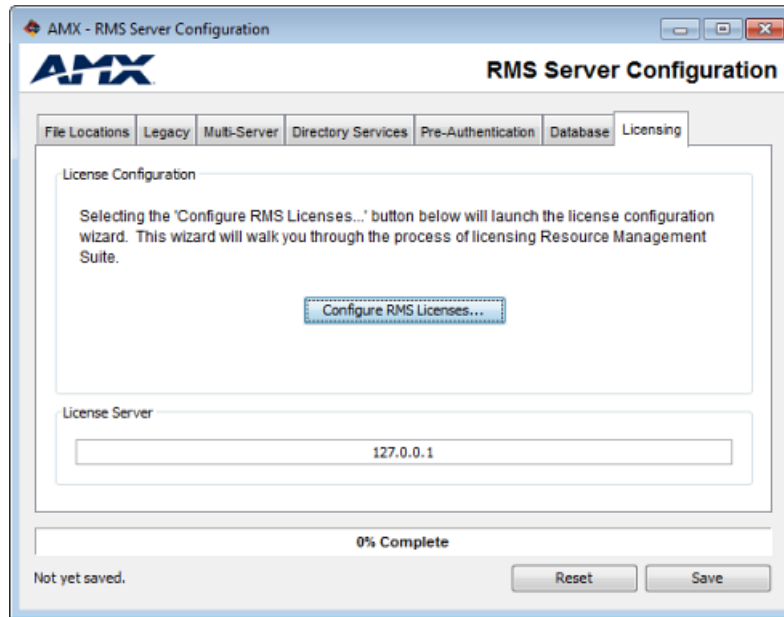 AMX - RMS Server Configuration
AMX
RMS Server Configuration
File Locations Legacy Multi-Server Directory Services Pre-Authentication Database Licensing
License Configuration
Selecting the 'Configure RMS Licenses...' button below will launch the license configuration
wizard. This wizard will walk you through the process of licensing Resource Management
Suite.
Configure RMS Licenses...
License Server
127.0.0.1
0% Complete
Not yet saved.
Reset
Save